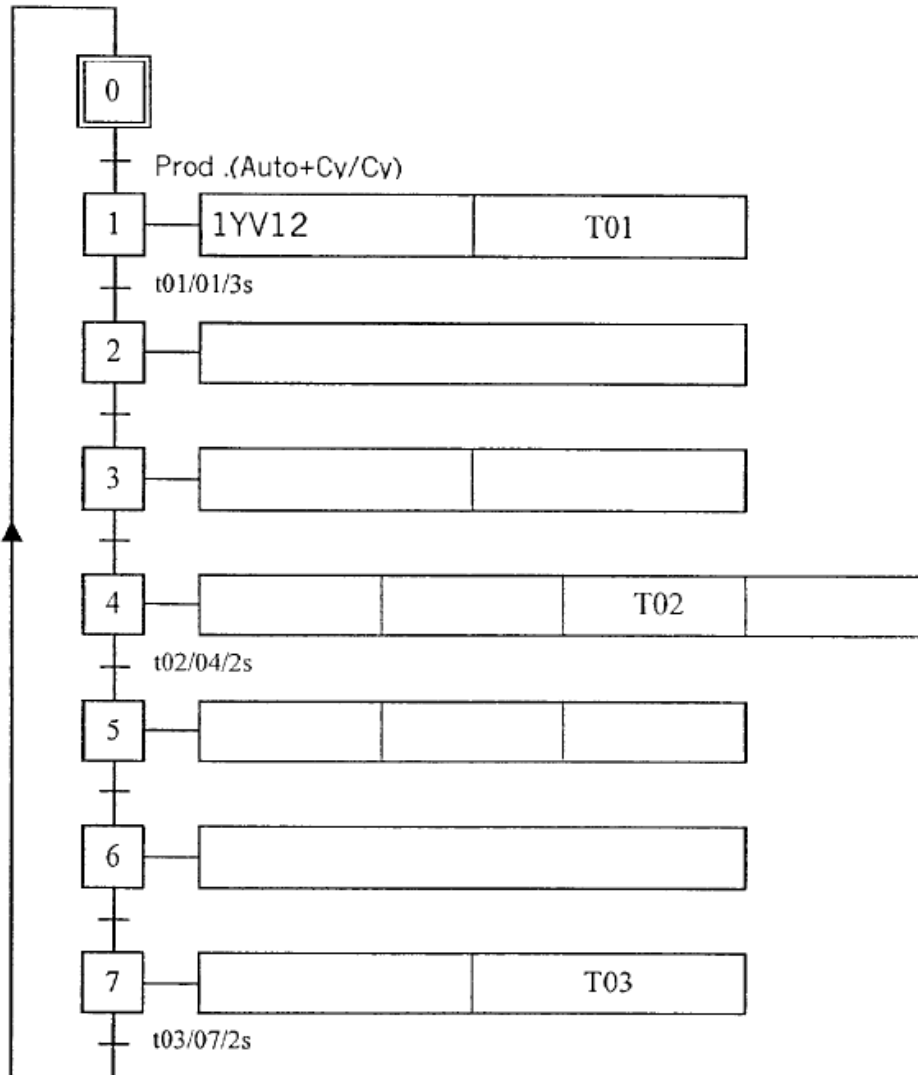 0
Prod .(Auto+Cy/Cy)
1 1YV12 T01
t01/01/3s
2
3
4 T02
t02/04/2s
5
6
7 T03
t03/07/2s